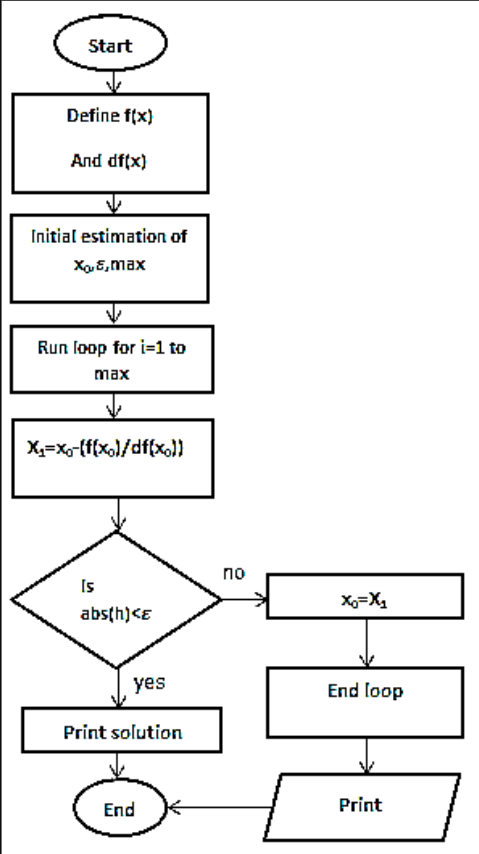 Start
Define f(x)
And df(x)
Initial estimation of
x₀,ε,max
Run loop for i=1 to
max
X₁=x₀-(f(x₀)/df(x₀))
Is
abs(h)<ε
no
x₀=X₁
yes
End loop
Print solution
Print
End